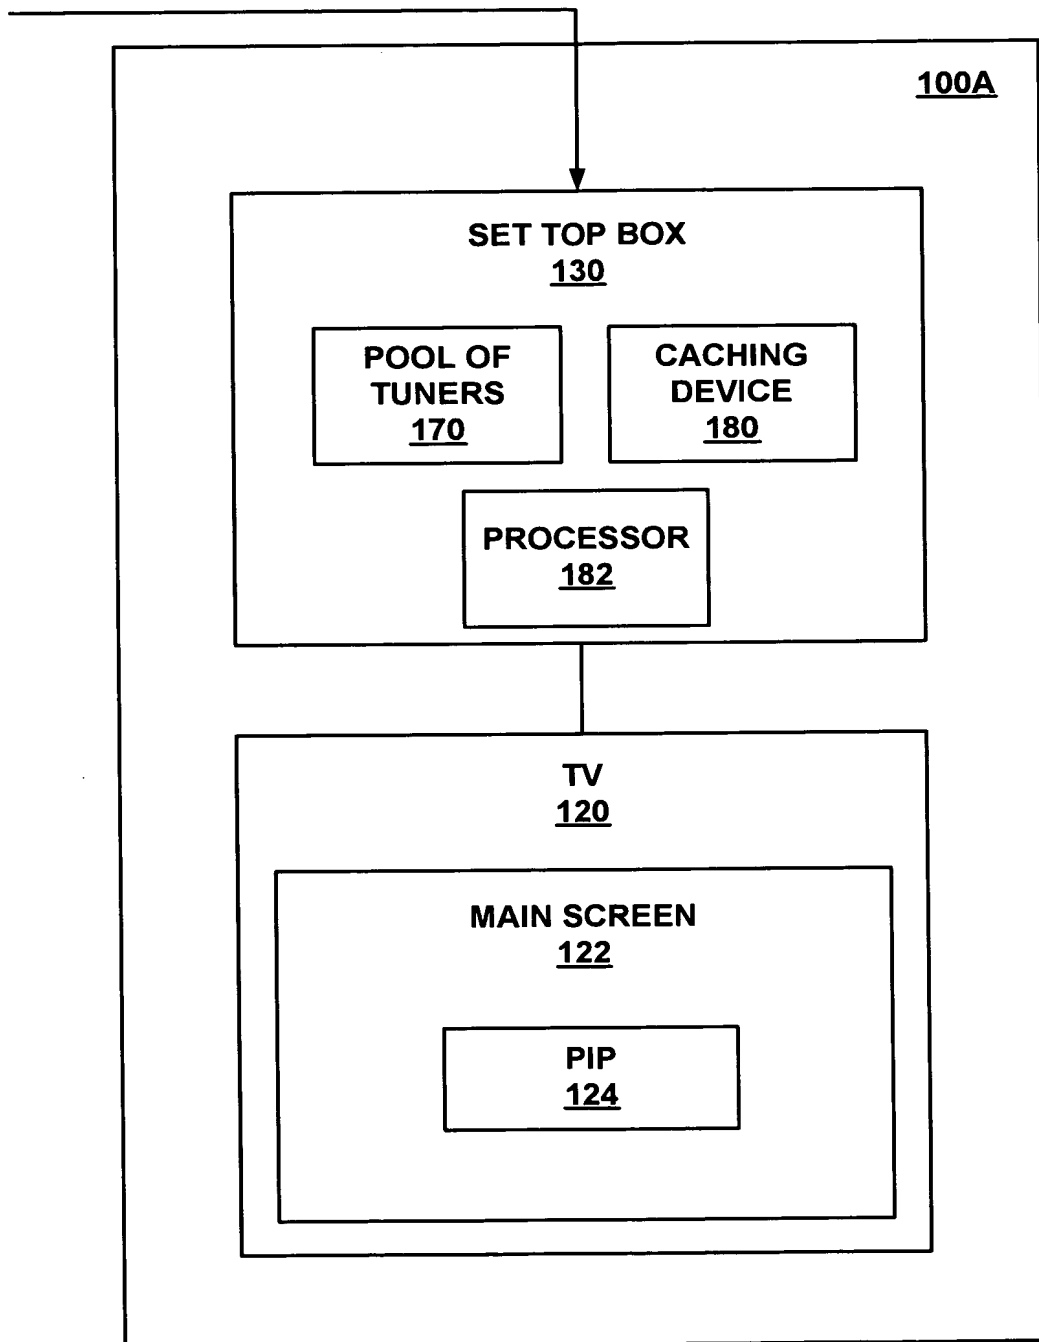 100A
SET TOP BOX
130
POOL OF
TUNERS
170
CACHING
DEVICE
180
PROCESSOR
182
TV
120
MAIN SCREEN
122
PIP
124